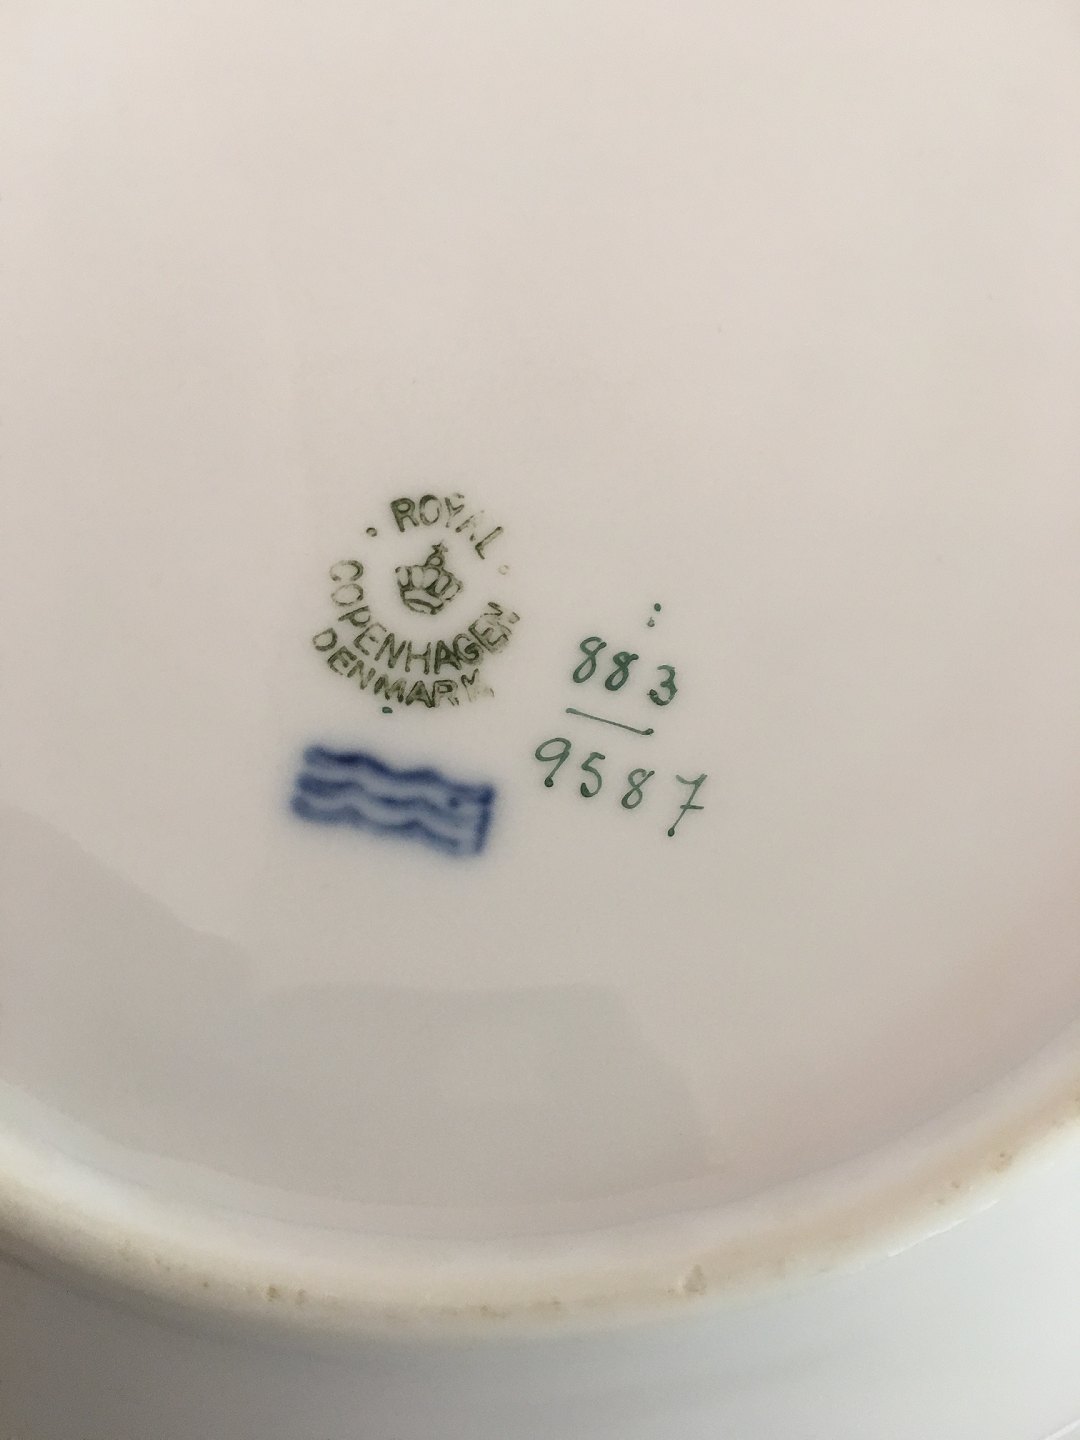 ROYAL
COPENHAGEN
DENMARK
883
9587